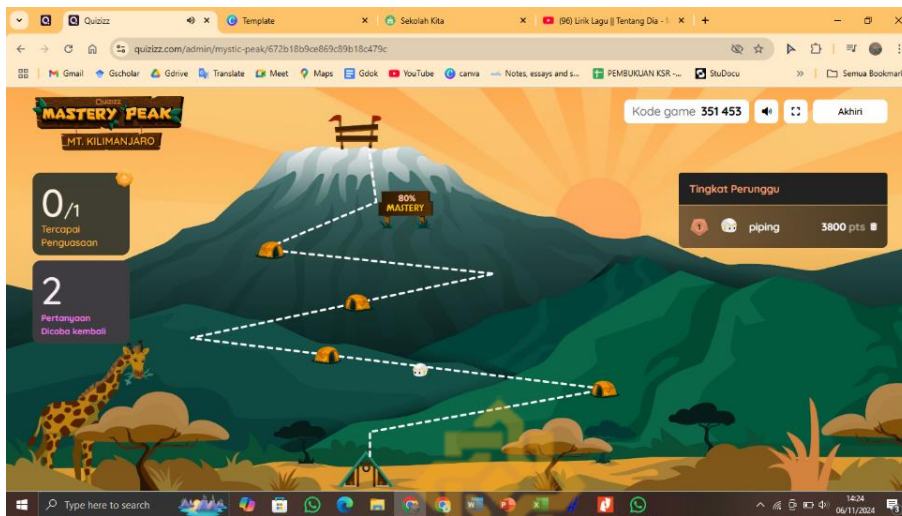 Quizizz
Template
Sekolah Kita
(96) Lirik Lagu || Tentang Dia -
quizizz.com/admin/mystic-peak/672b18b9ce869c89b18c479c
Gmail
Gscholar
Gdrive
Translate
Meet
Maps
Gdok
YouTube
canva
Notes, essays and s...
PEMBUKUAN KSR -...
StuDocu
Semua Bookmark
Quizizz
MASTERY PEAK
MT. KILIMANJARO
Kode game 351 453
Akhiri
0/1
Tercapai
Penguasaan
2
Pertanyaan
Dicoba kembali
80%
MASTERY
Tingkat Perunggu
1 piping 3800 pts
Type here to search
14:24
06/11/2024